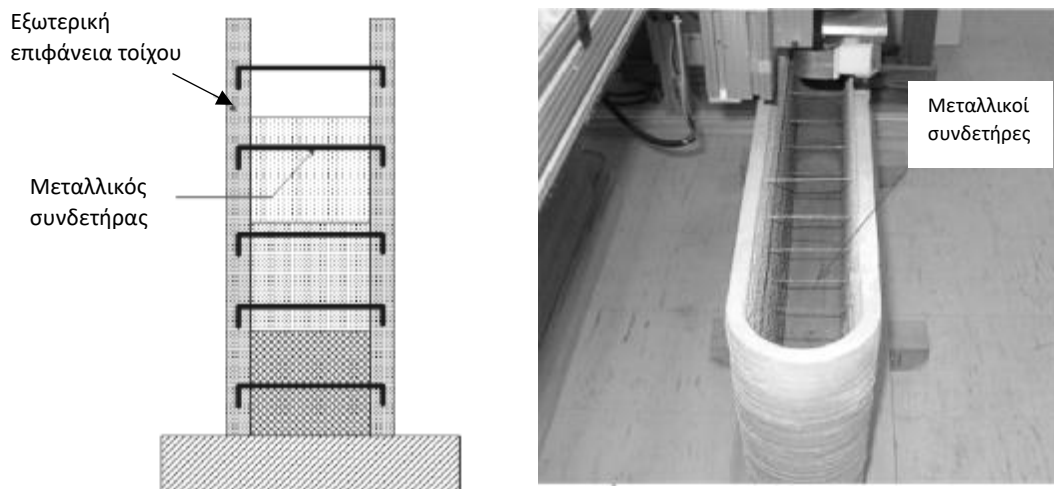 Εξωτερική
επιφάνεια τοίχου
Μεταλλικός
συνδετήρας
Μεταλλικοί
συνδετήρες